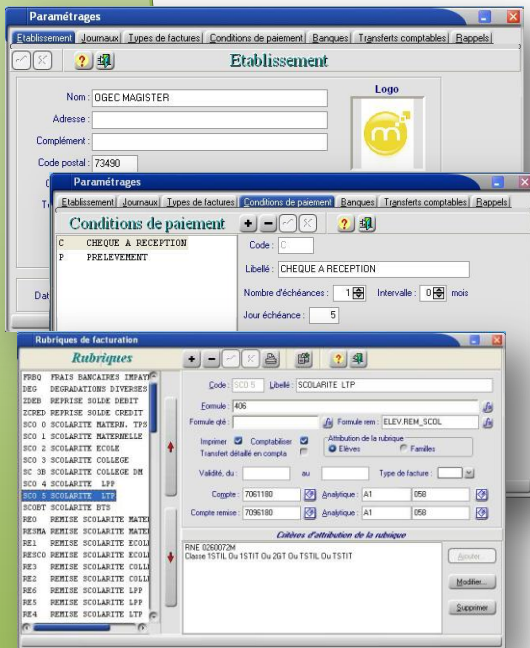 Paramétrages
Etablissement Journaux Types de factures Conditions de paiement Banques Transferts comptables Rappels
Etablissement
Nom : OGEC MAGISTER
Logo
Adresse :
Complément :
Code postal : 73490
Paramétrages
Etablissement Journaux Types de factures Conditions de paiement Banques Transferts comptables Rappels
Conditions de paiement
C CHEQUE A RECEPTION
P PRELEVEMENT
Code : C
Libellé : CHEQUE A RECEPTION
Nombre d'échéances : 1 Intervalle : 0 mois
Jour échéance : 5
Dat
Rubriques de facturation
Rubriques
FRBQ FRAIS BANCAIRES IMPAY
DEG DEGRADATIONS DIVERSES
ZDEB REPRISE SOLDE DEBIT
ZCRED REPRISE SOLDE CREDIT
SCO 0 SCOLARITE MATERN. TPS
SCO 1 SCOLARITE MATERNELLE
SCO 2 SCOLARITE ECOLE
SCO 3 SCOLARITE COLLEGE
SC 3B SCOLARITE COLLEGE DM
SCO 4 SCOLARITE LPP
SCO 5 SCOLARITE LTP
SCOBT SCOLARITE BTS
RE0 REMISE SCOLARITE MATE
RESMA REMISE SCOLARITE MATE
RE1 REMISE SCOLARITE ECOL
RESCO REMISE SCOLARITE ECOL
RE3 REMISE SCOLARITE COLL
RE2 REMISE SCOLARITE COLL
RE6 REMISE SCOLARITE LPP
RE5 REMISE SCOLARITE LPP
RE4 REMISE SCOLARITE LTP
Code : SCO 5 Libellé : SCOLARITE LTP
Formule : 406
Formule qté : Formule rem : ELEV.REM_SCOL
Imprimer Comptabiliser
Transfert détaillé en compta
Attribution de la rubrique
Elèves Familles
Validité, du : au Type de facture :
Compte : 7061180 Analytique : A1 058
Compte remise : 7096180 Analytique : A1 058
Critères d'attribution de la rubrique
RNE 0260072M
Classe 1STIL Ou 1STIT Ou 2GT Ou TSTIL Ou TSTIT
Ajouter...
Modifier...
Supprimer